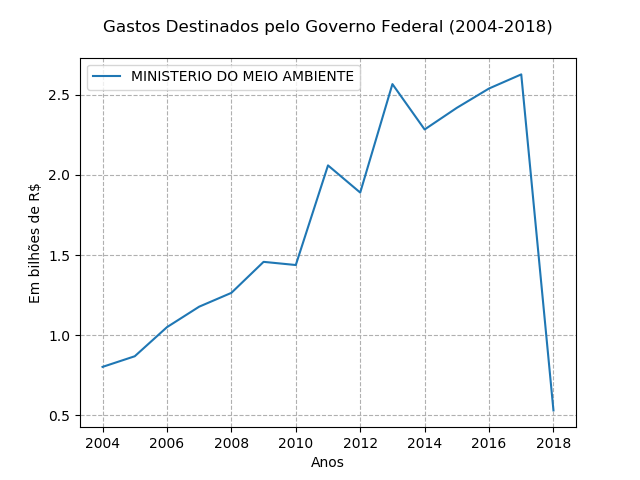 Gastos Destinados pelo Governo Federal (2004-2018)
MINISTERIO DO MEIO AMBIENTE
2.5
2.0
1.5
1.0
0.5
Em bilhões de R$
2004 2006 2008 2010 2012 2014 2016 2018
Anos